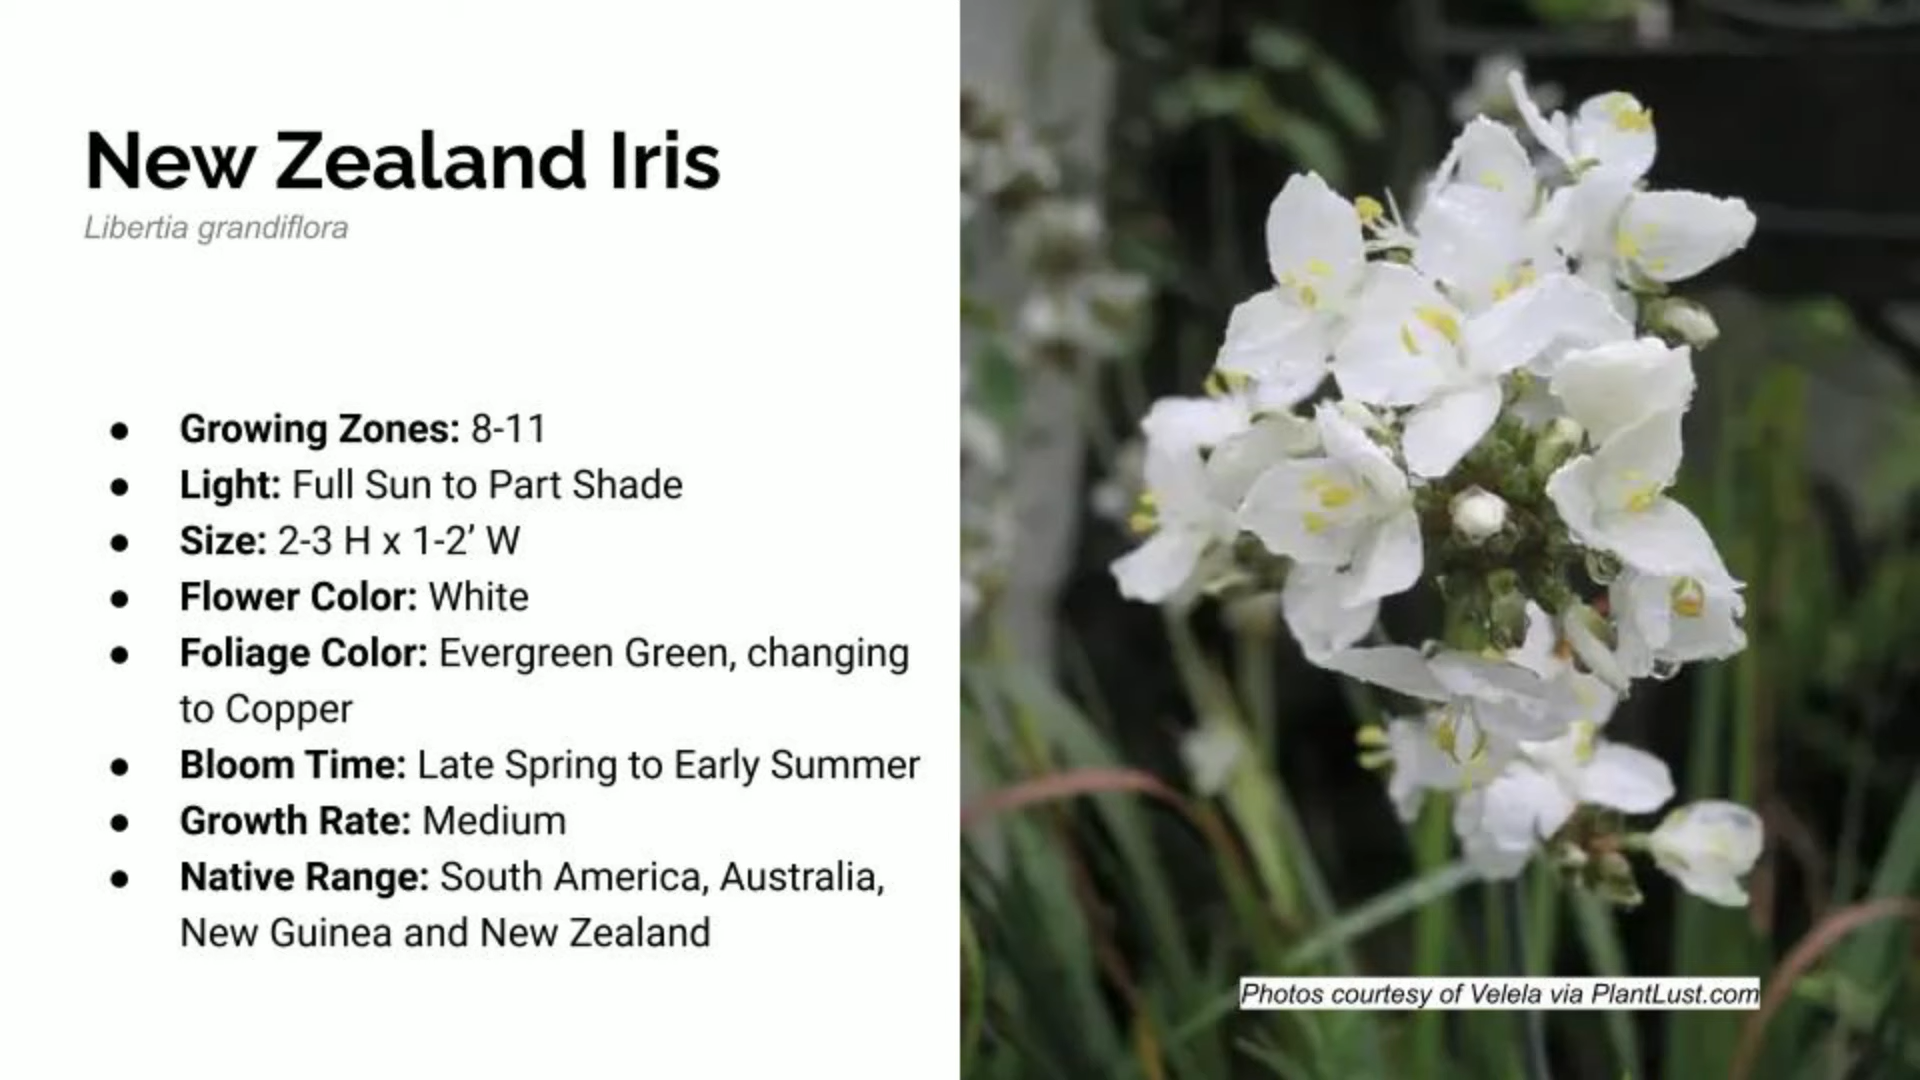 New Zealand Iris
Libertia grandiflora
● Growing Zones: 8-11
● Light: Full Sun to Part Shade
● Size: 2-3 H x 1-2’ W
● Flower Color: White
● Foliage Color: Evergreen Green, changing
to Copper
● Bloom Time: Late Spring to Early Summer
● Growth Rate: Medium
● Native Range: South America, Australia,
New Guinea and New Zealand
Photos courtesy of Velela via PlantLust.com